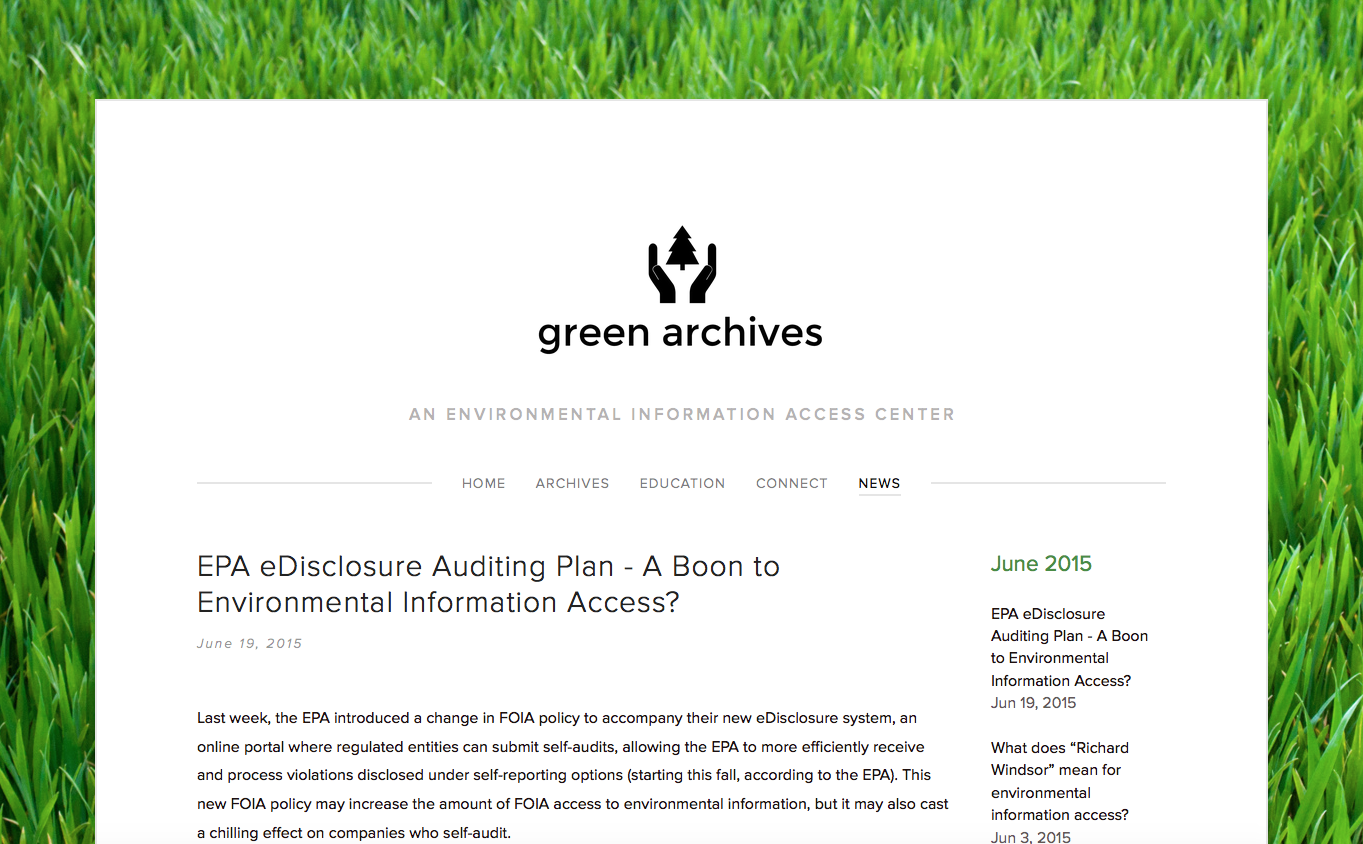 green archives
AN ENVIRONMENTAL INFORMATION ACCESS CENTER
HOME ARCHIVES EDUCATION CONNECT NEWS
EPA eDisclosure Auditing Plan - A Boon to
Environmental Information Access?
June 19, 2015
Last week, the EPA introduced a change in FOIA policy to accompany their new eDisclosure system, an
online portal where regulated entities can submit self-audits, allowing the EPA to more efficiently receive
and process violations disclosed under self-reporting options (starting this fall, according to the EPA). This
new FOIA policy may increase the amount of FOIA access to environmental information, but it may also cast
a chilling effect on companies who self-audit.
June 2015
EPA eDisclosure
Auditing Plan - A Boon
to Environmental
Information Access?
Jun 19, 2015
What does “Richard
Windsor” mean for
environmental
information access?
Jun 3, 2015